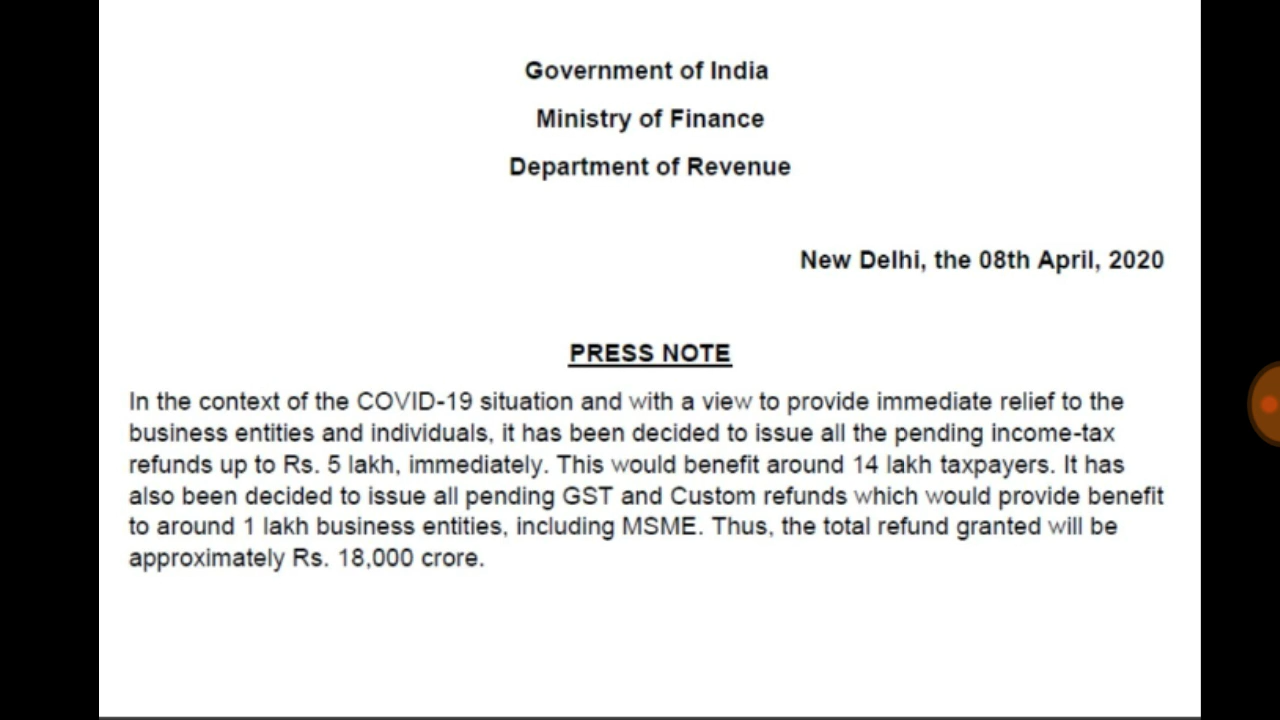 Government of India
Ministry of Finance
Department of Revenue
New Delhi, the 08th April, 2020
PRESS NOTE
In the context of the COVID-19 situation and with a view to provide immediate relief to the
business entities and individuals, it has been decided to issue all the pending income-tax
refunds up to Rs. 5 lakh, immediately. This would benefit around 14 lakh taxpayers. It has
also been decided to issue all pending GST and Custom refunds which would provide benefit
to around 1 lakh business entities, including MSME. Thus, the total refund granted will be
approximately Rs. 18,000 crore.